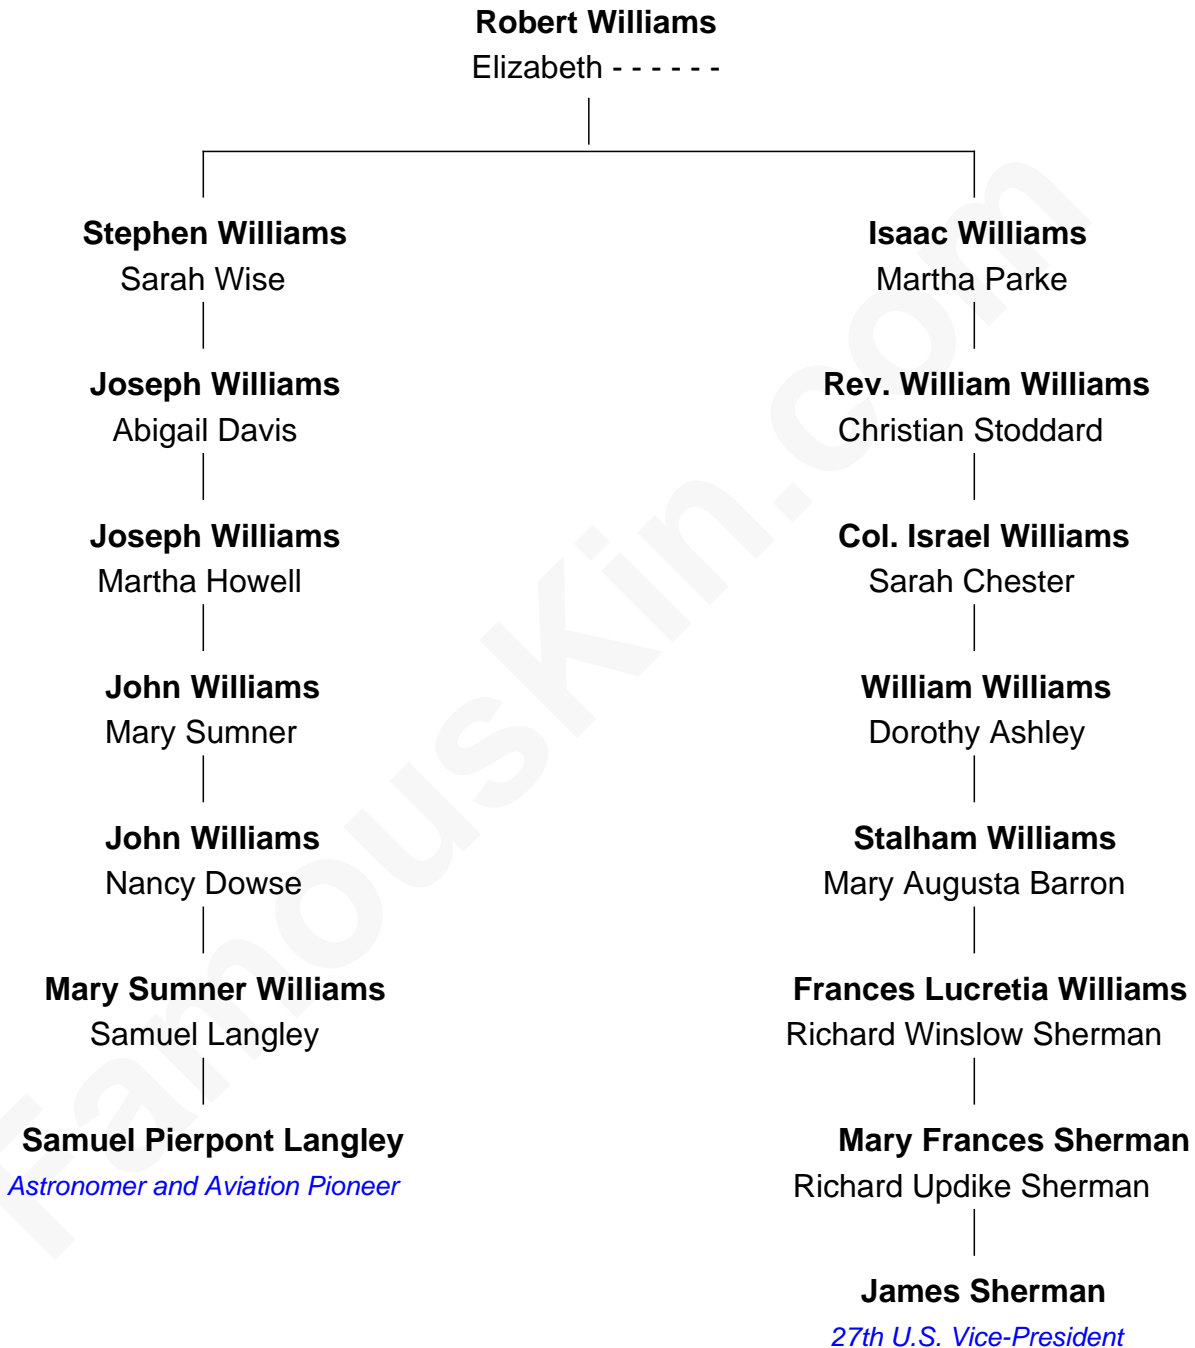 Robert Williams
Elizabeth - - - - - -
Stephen Williams
Sarah Wise
Joseph Williams
Abigail Davis
Joseph Williams
Martha Howell
John Williams
Mary Sumner
John Williams
Nancy Dowse
Mary Sumner Williams
Samuel Langley
Samuel Pierpont Langley
Astronomer and Aviation Pioneer
Isaac Williams
Martha Parke
Rev. William Williams
Christian Stoddard
Col. Israel Williams
Sarah Chester
William Williams
Dorothy Ashley
Stalham Williams
Mary Augusta Barron
Frances Lucretia Williams
Richard Winslow Sherman
Mary Frances Sherman
Richard Updike Sherman
James Sherman
27th U.S. Vice-President
FamousKin.com